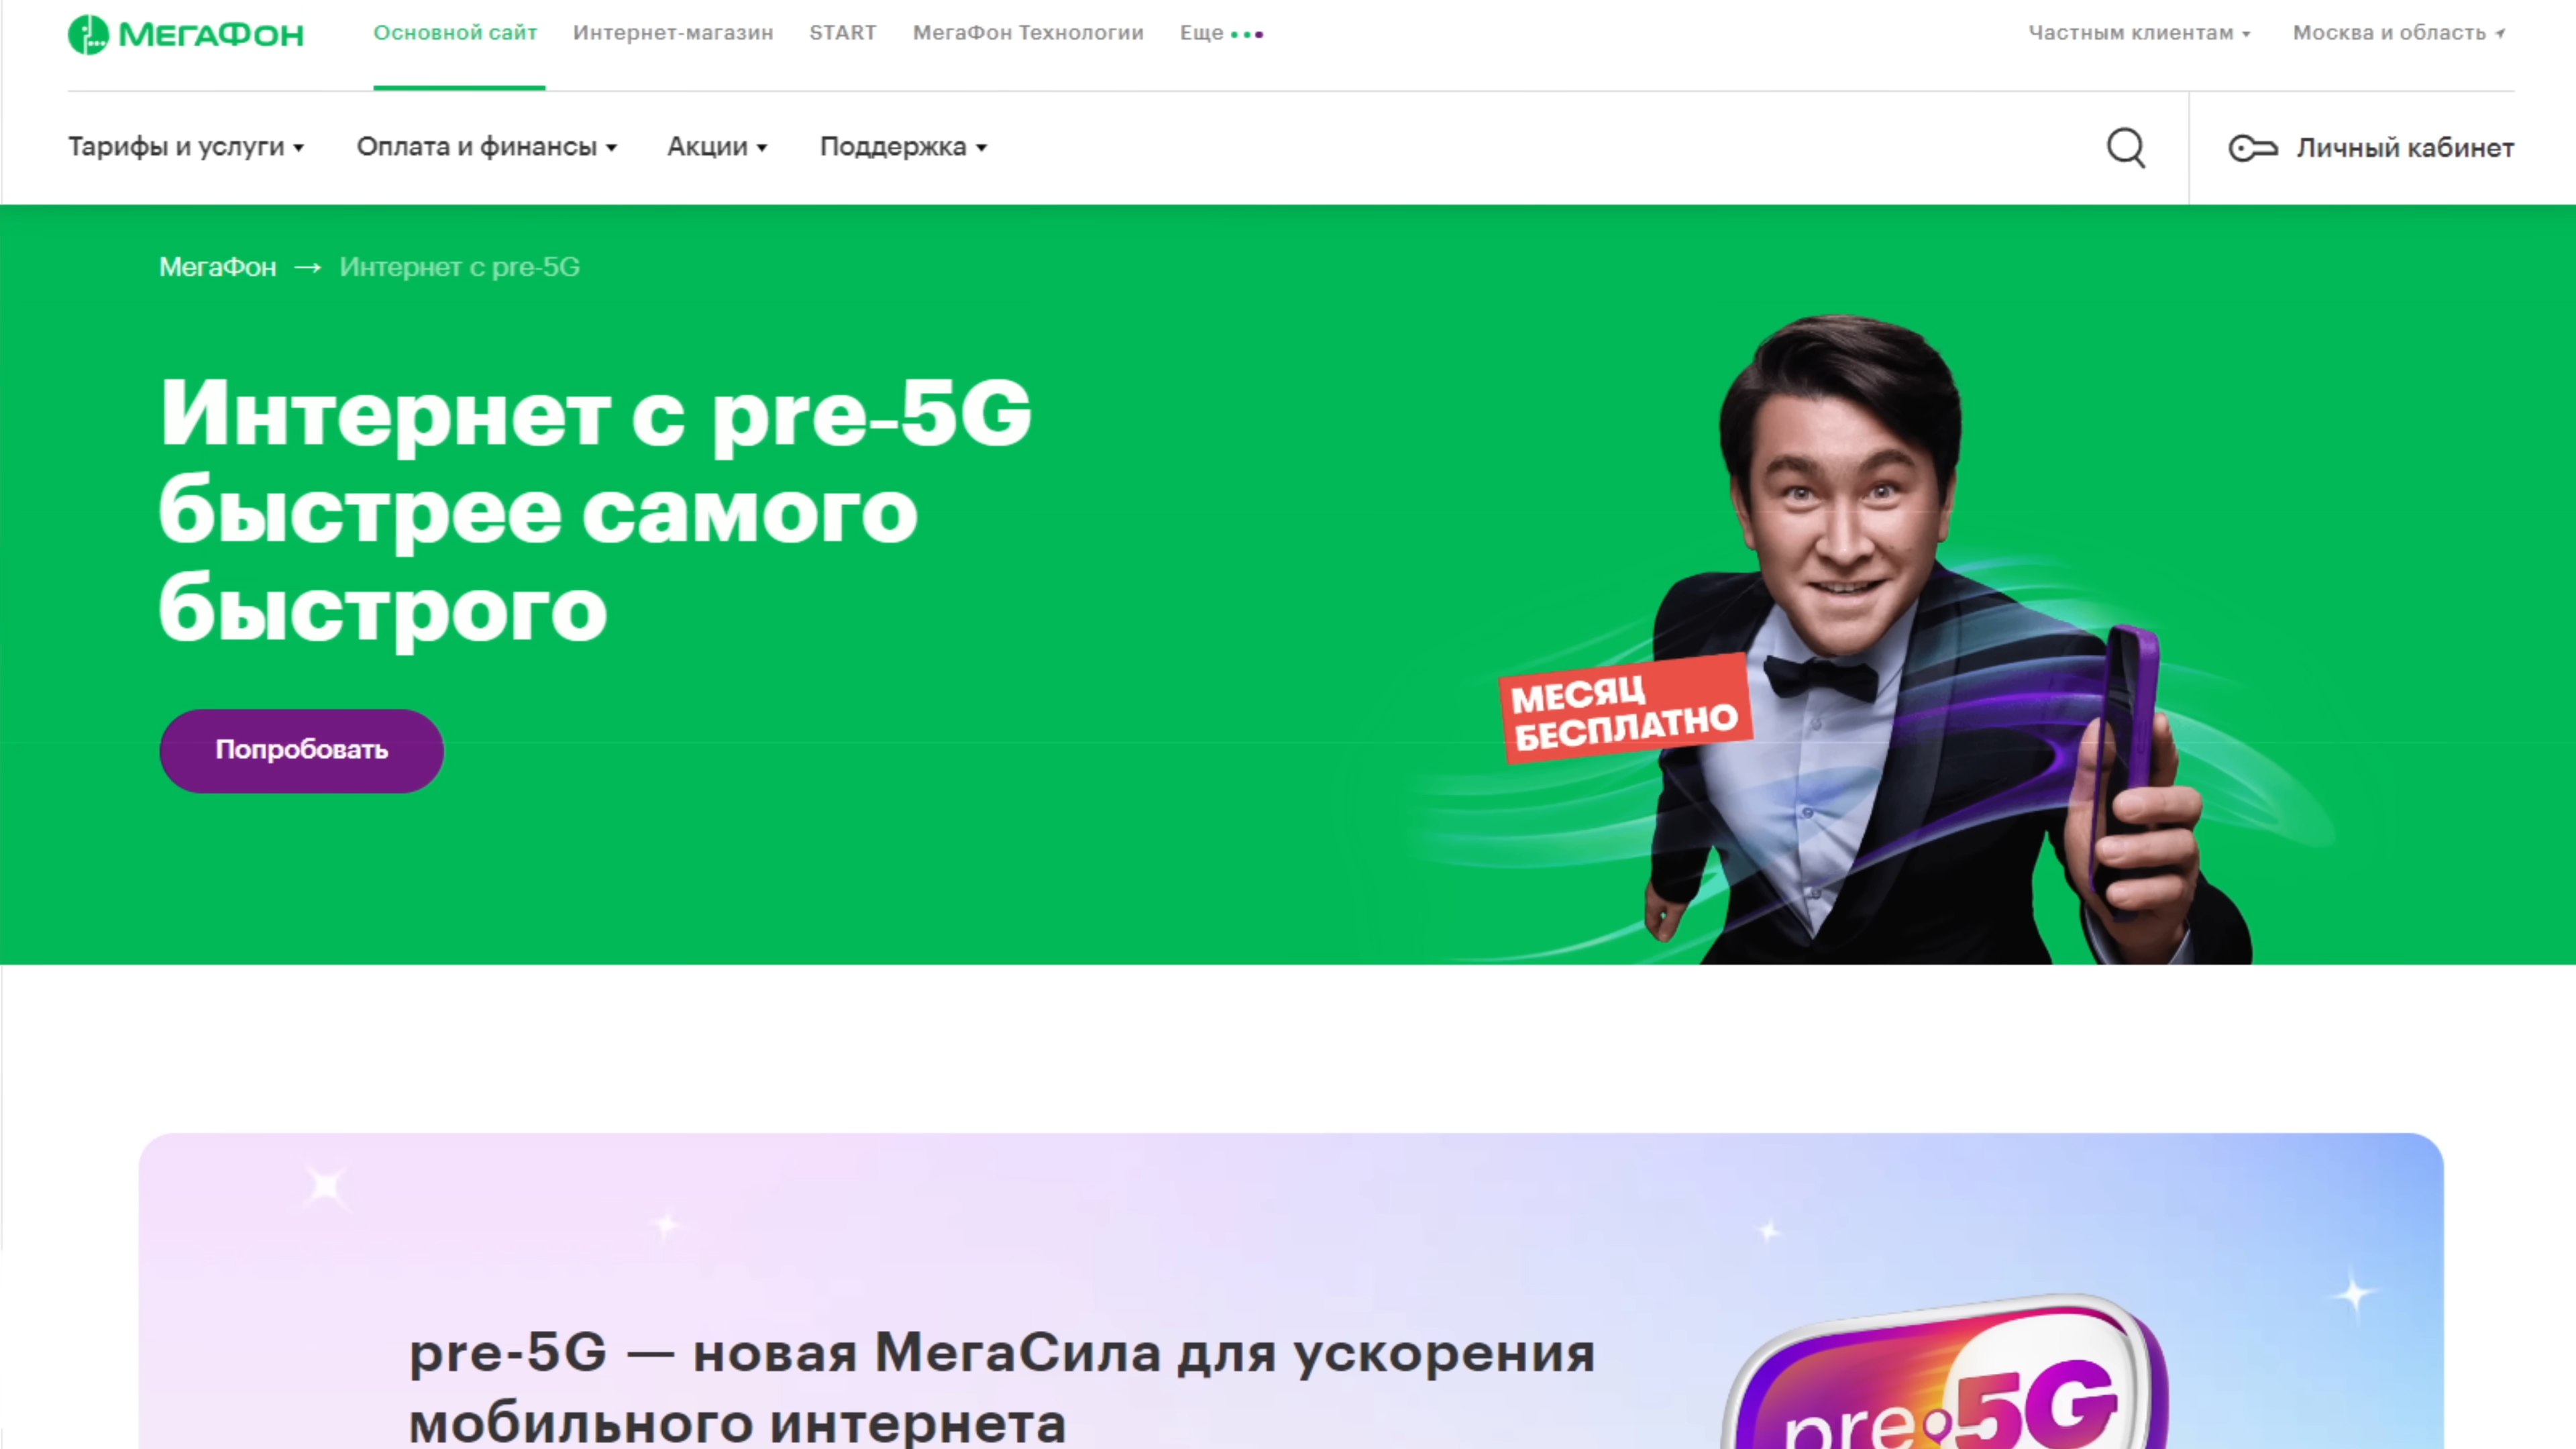 МЕГАФОН
Основной сайт
Интернет-магазин
START
МегаФон Технологии
Еще
Частным клиентам
Москва и область
Тарифы и услуги
Оплата и финансы
Акции
Поддержка
Личный кабинет
МегаФон → Интернет с pre-5G
Интернет с pre-5G
быстрее самого
быстрого
Попробовать
МЕСЯЦ
БЕСПЛАТНО
pre-5G — новая МегаСила для ускорения
мобильного интернета
pre 5G